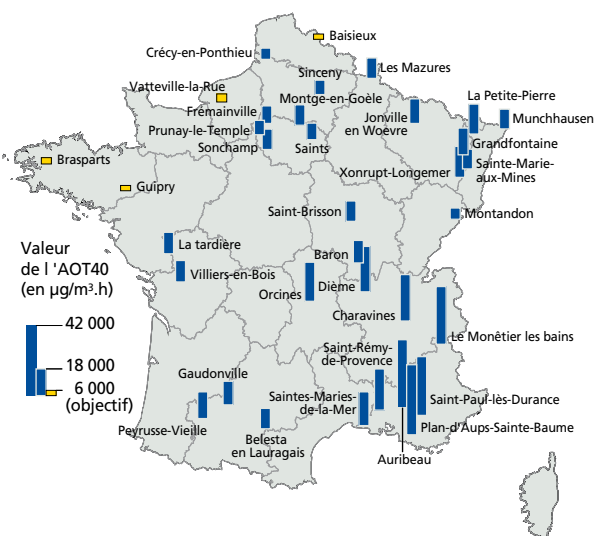 Baisieux
Crécy-en-Ponthieu
Les Mazures
Sinceny
Vatteville-la-Rue
Montge-en-Goèle
La Petite-Pierre
Frémainville
Jonville
en Woëvre
Munchhausen
Prunay-le-Temple
Grandfontaine
Sonchamp
Saints
Brasparts
Xonrupt-Longemer
Sainte-Marie-
aux-Mines
Guipry
Saint-Brisson
Montandon
La tardière
Valeur
de l 'AOT40
(en µg/m³.h)
Baron
Villiers-en-Bois
Orcines
Dième
42 000
Charavines
Le Monêtier les bains
18 000
6 000
(objectif)
Saint-Rémy-
de-Provence
Gaudonville
Saintes-Maries-
de-la-Mer
Saint-Paul-lès-Durance
Peyrusse-Vieille
Plan-d'Aups-Sainte-Baume
Belesta
en Lauragais
Auribeau